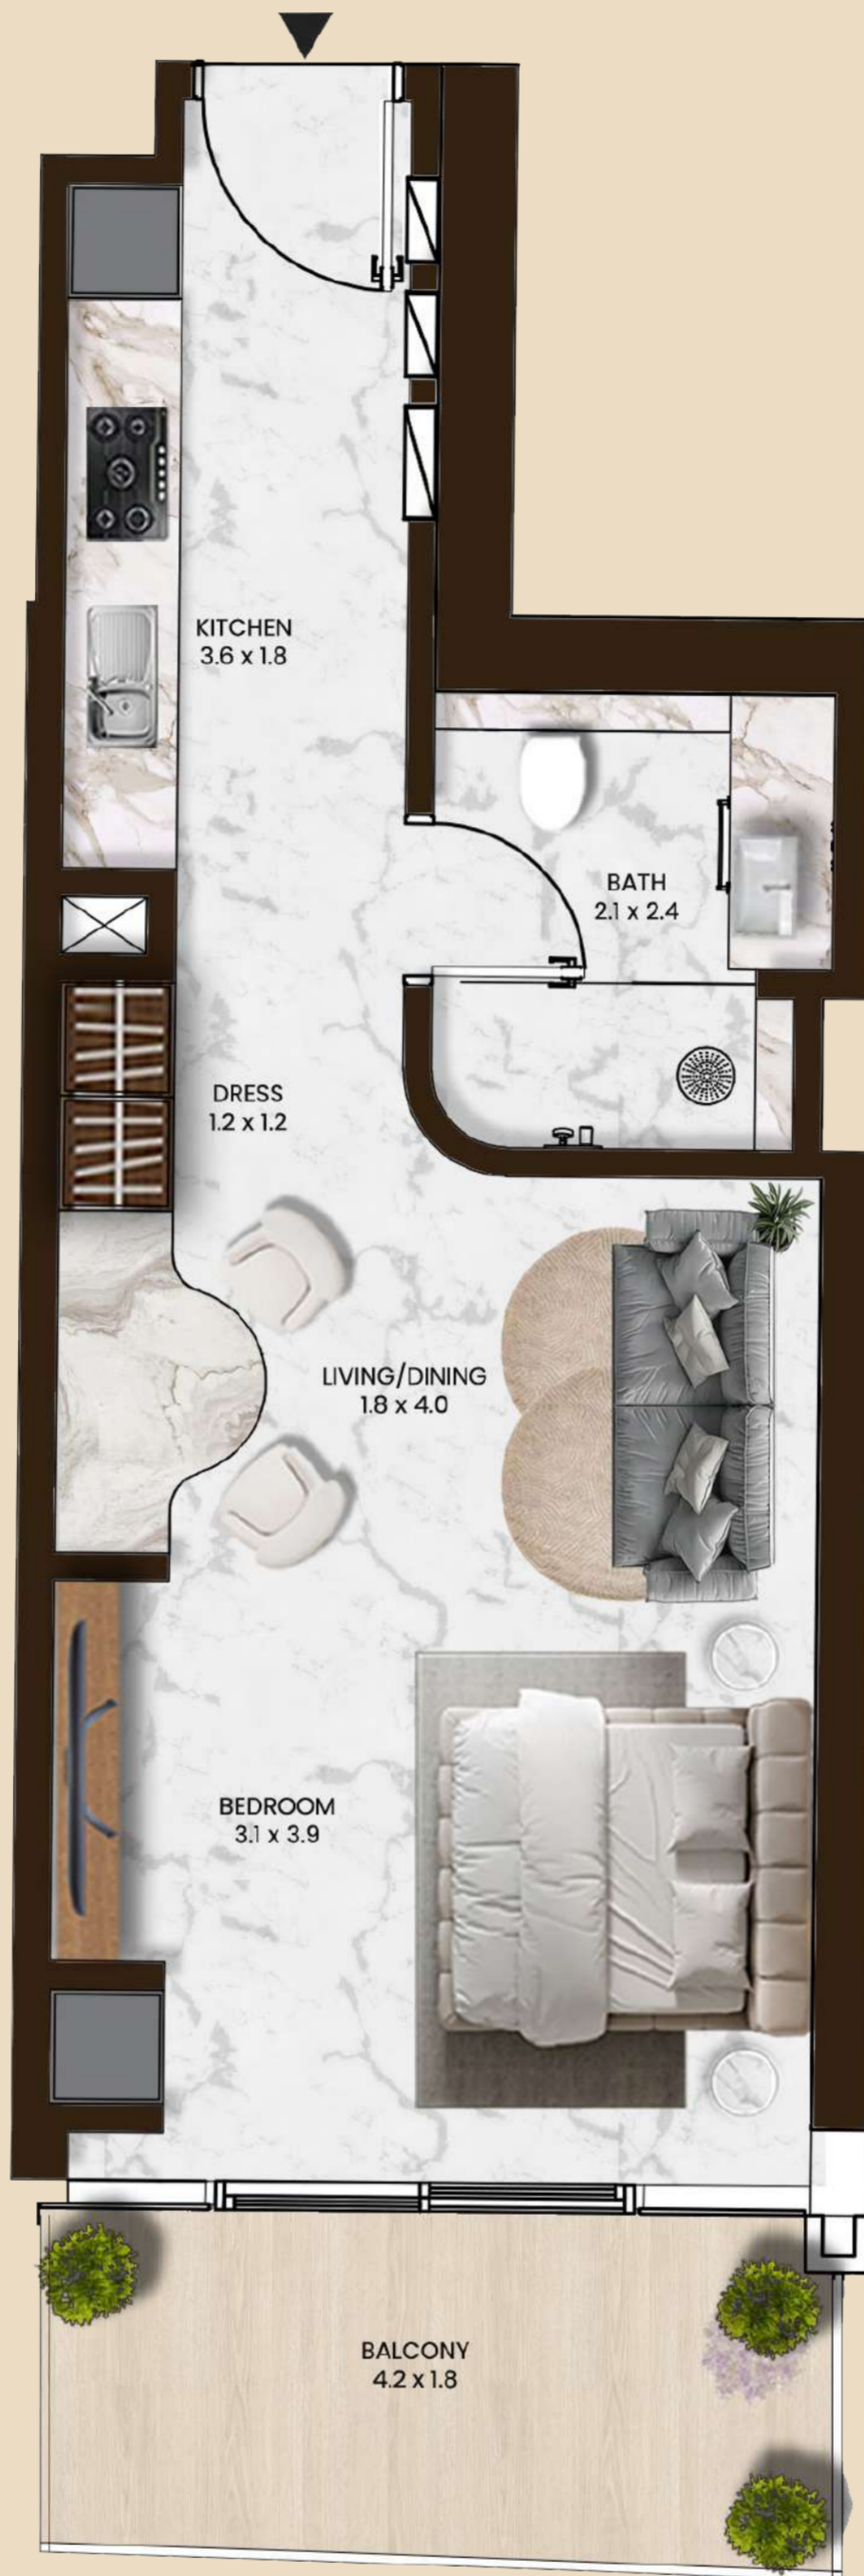 KITCHEN
3.6 x 1.8
BATH
2.1 x 2.4
DRESS
1.2 x 1.2
LIVING/DINING
1.8 x 4.0
BEDROOM
3.1 x 3.9
BALCONY
4.2 x 1.8